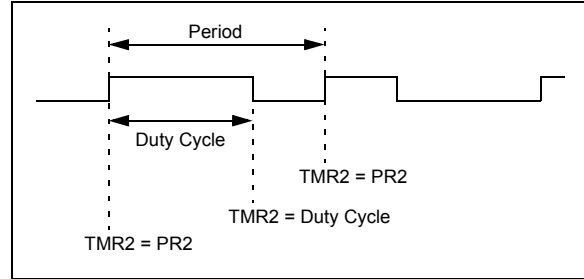 Period
Duty Cycle
TMR2 = PR2
TMR2 = Duty Cycle
TMR2 = PR2